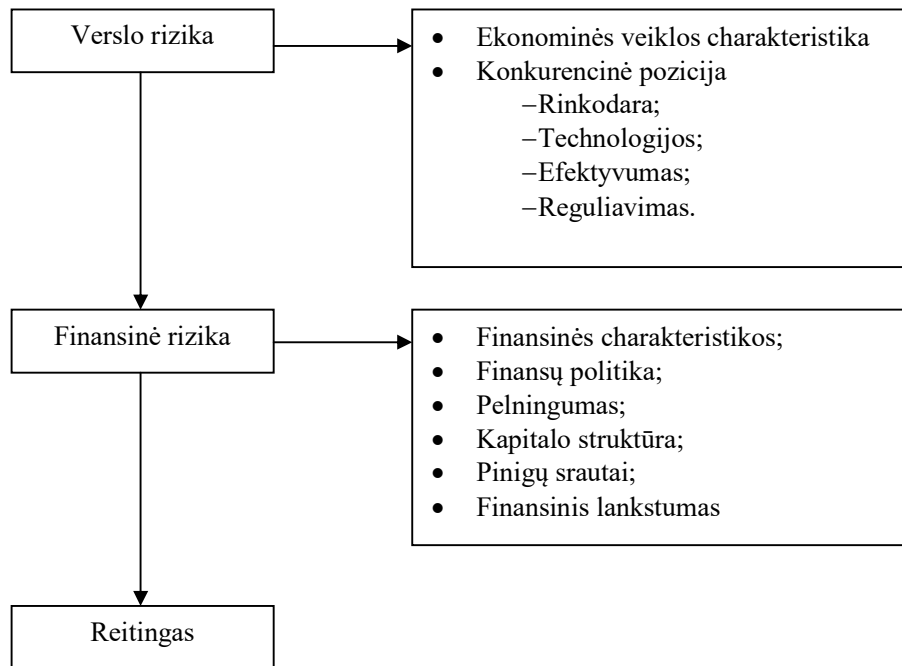 Verslo rizika
• Ekonominės veiklos charakteristika
• Konkurencinė pozicija
–Rinkodara;
–Technologijos;
–Efektyvumas;
–Reguliavimas.
Finansinė rizika
• Finansinės charakteristikos;
• Finansų politika;
• Pelningumas;
• Kapitalo struktūra;
• Pinigų srautai;
• Finansinis lankstumas
Reitingas